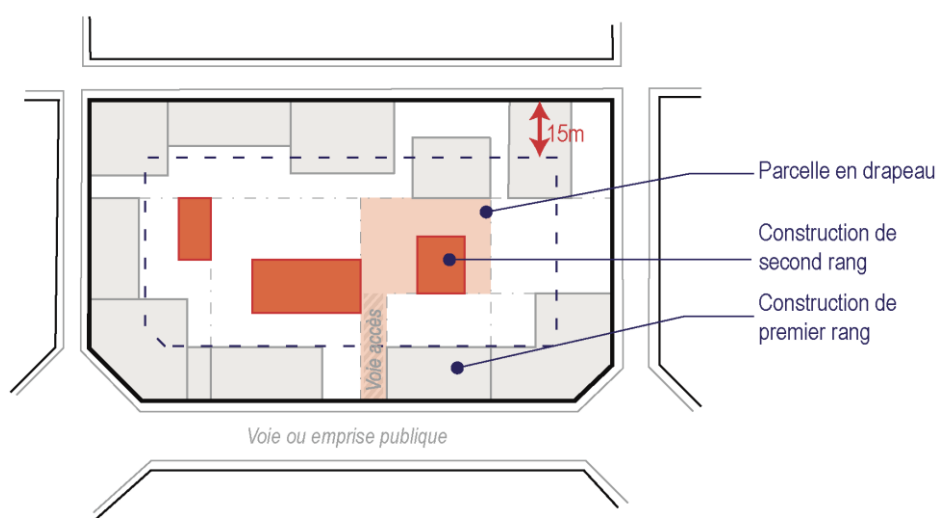 15m
Parcelle en drapeau
Construction de
second rang
Construction de
premier rang
Voie accès
Voie ou emprise publique